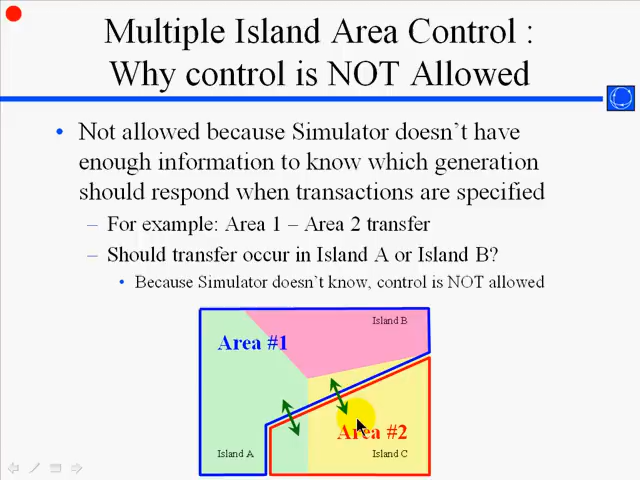 Multiple Island Area Control :
Why control is NOT Allowed
• Not allowed because Simulator doesn't have
enough information to know which generation
should respond when transactions are specified
– For example: Area 1 – Area 2 transfer
– Should transfer occur in Island A or Island B?
• Because Simulator doesn't know, control is NOT allowed
Island B
Area #1
Area #2
Island A
Island C